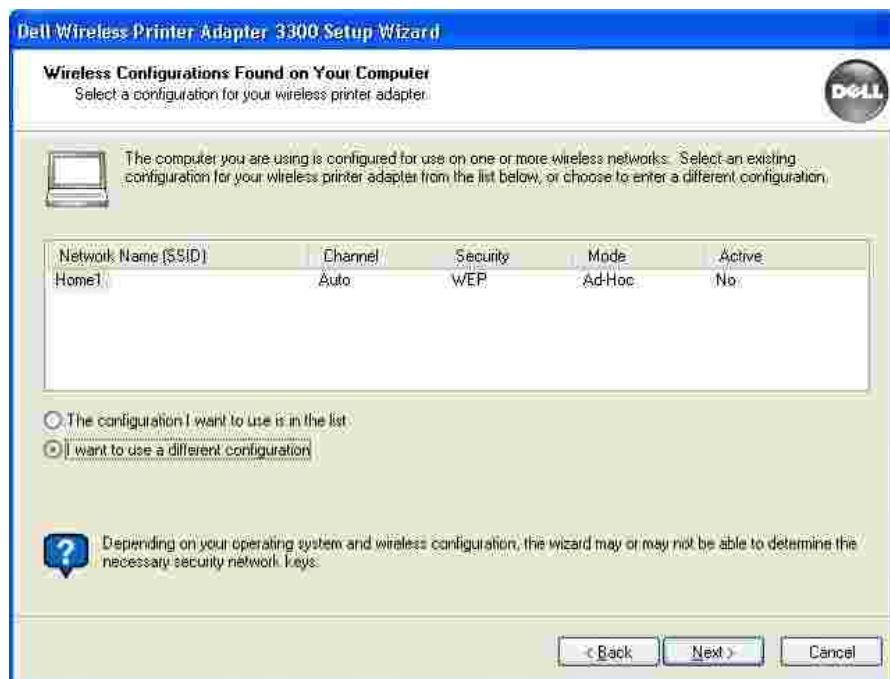 Dell Wireless Printer Adapter 3300 Setup Wizard
Wireless Configurations Found on Your Computer
Select a configuration for your wireless printer adapter.
DELL
The computer you are using is configured for use on one or more wireless networks. Select an existing
configuration for your wireless printer adapter from the list below, or choose to enter a different configuration.
Network Name (SSID) Channel Security Mode Active
Home1 Auto WEP Ad-Hoc No
The configuration I want to use is in the list
I want to use a different configuration
?
Depending on your operating system and wireless configuration, the wizard may or may not be able to determine the
necessary security network keys.
< Back Next > Cancel